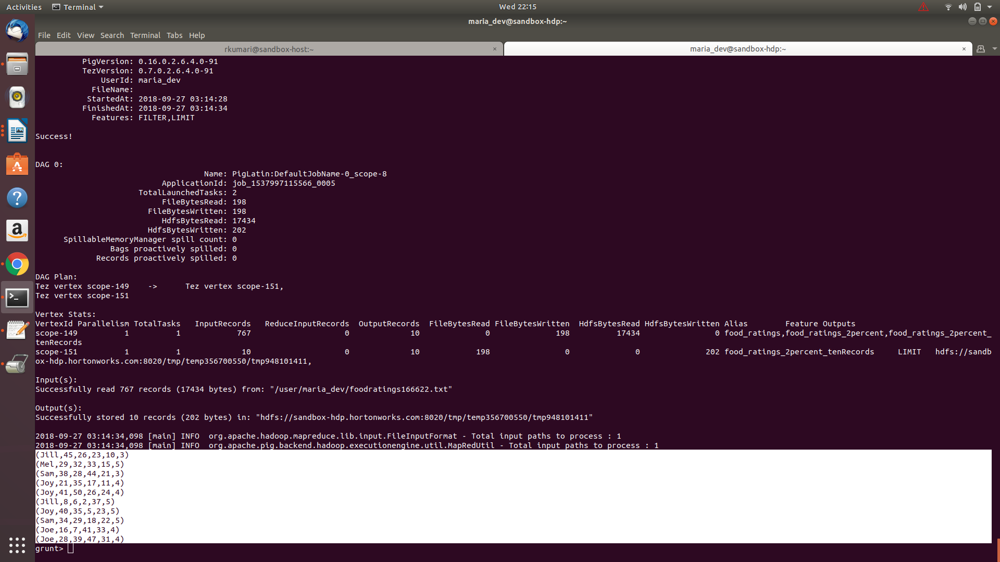 Activities Terminal Wed 22:15
maria_dev@sandbox-hdp:~
File Edit View Search Terminal Tabs Help
rkumari@sandbox-host:~ × maria_dev@sandbox-hdp:~ ×
PigVersion: 0.16.0.2.6.4.0-91
TezVersion: 0.7.0.2.6.4.0-91
UserId: maria_dev
FileName:
StartedAt: 2018-09-27 03:14:28
FinishedAt: 2018-09-27 03:14:34
Features: FILTER,LIMIT
Success!
DAG 0:
Name: PigLatin:DefaultJobName-0_scope-8
ApplicationId: job_1537997115566_0005
TotalLaunchedTasks: 2
FileBytesRead: 198
FileBytesWritten: 198
HdfsBytesRead: 17434
HdfsBytesWritten: 202
SpillableMemoryManager spill count: 0
Bags proactively spilled: 0
Records proactively spilled: 0
DAG Plan:
Tez vertex scope-149 -> Tez vertex scope-151,
Tez vertex scope-151
Vertex Stats:
VertexId Parallelism TotalTasks InputRecords ReduceInputRecords OutputRecords FileBytesRead FileBytesWritten HdfsBytesRead HdfsBytesWritten Alias Feature Outputs
scope-149 1 1 767 0 10 0 198 17434 0 food_ratings,food_ratings_2percent,food_ratings_2percent_
tenRecords
scope-151 1 1 10 0 10 198 0 0 202 food_ratings_2percent_tenRecords LIMIT hdfs://sandb
ox-hdp.hortonworks.com:8020/tmp/temp356700550/tmp948101411,
Input(s):
Successfully read 767 records (17434 bytes) from: "/user/maria_dev/foodratings166622.txt"
Output(s):
Successfully stored 10 records (202 bytes) in: "hdfs://sandbox-hdp.hortonworks.com:8020/tmp/temp356700550/tmp948101411"
2018-09-27 03:14:34,098 [main] INFO org.apache.hadoop.mapreduce.lib.input.FileInputFormat - Total input paths to process : 1
2018-09-27 03:14:34,098 [main] INFO org.apache.pig.backend.hadoop.executionengine.util.MapRedUtil - Total input paths to process : 1
(Jill,45,26,23,10,3)
(Mel,29,32,33,15,5)
(Sam,38,28,44,21,3)
(Joy,21,35,17,11,4)
(Joy,41,50,26,24,4)
(Jill,8,6,2,37,5)
(Joy,40,35,5,23,5)
(Sam,34,29,18,22,5)
(Joe,16,7,41,33,4)
(Joe,28,39,47,31,4)
grunt>